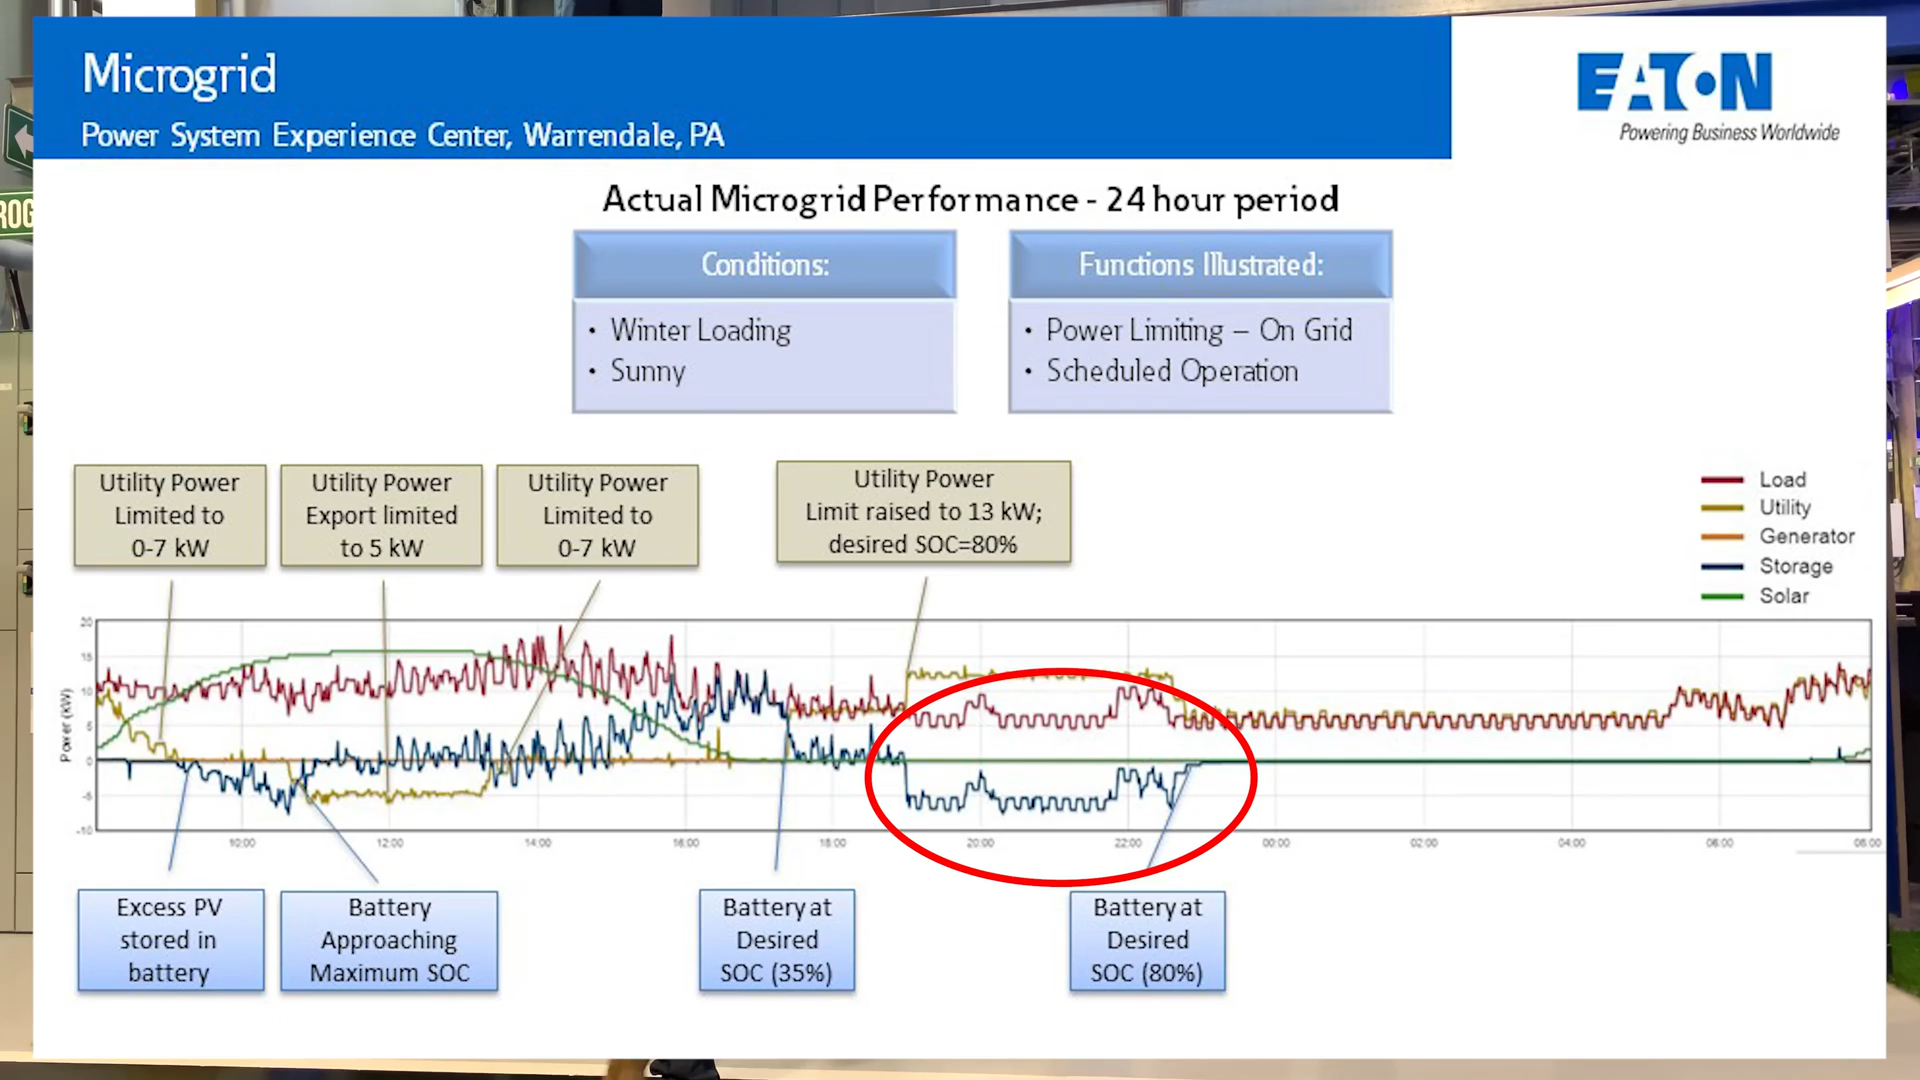 Microgrid
Power System Experience Center, Warrendale, PA
EATON
Powering Business Worldwide
ROG
Actual Microgrid Performance - 24 hour period
Conditions:
• Winter Loading
• Sunny
Functions Illustrated:
• Power Limiting – On Grid
• Scheduled Operation
Utility Power
Limited to
0-7 kW
Utility Power
Export limited
to 5 kW
Utility Power
Limited to
0-7 kW
Utility Power
Limit raised to 13 kW;
desired SOC=80%
Load
Utility
Generator
Storage
Solar
Power (kW)
20
15
10
5
0
-5
-10
10:00
12:00
14:00
16:00
18:00
20:00
22:00
00:00
02:00
04:00
06:00
08:00
Excess PV
stored in
battery
Battery
Approaching
Maximum SOC
Battery at
Desired
SOC (35%)
Battery at
Desired
SOC (80%)